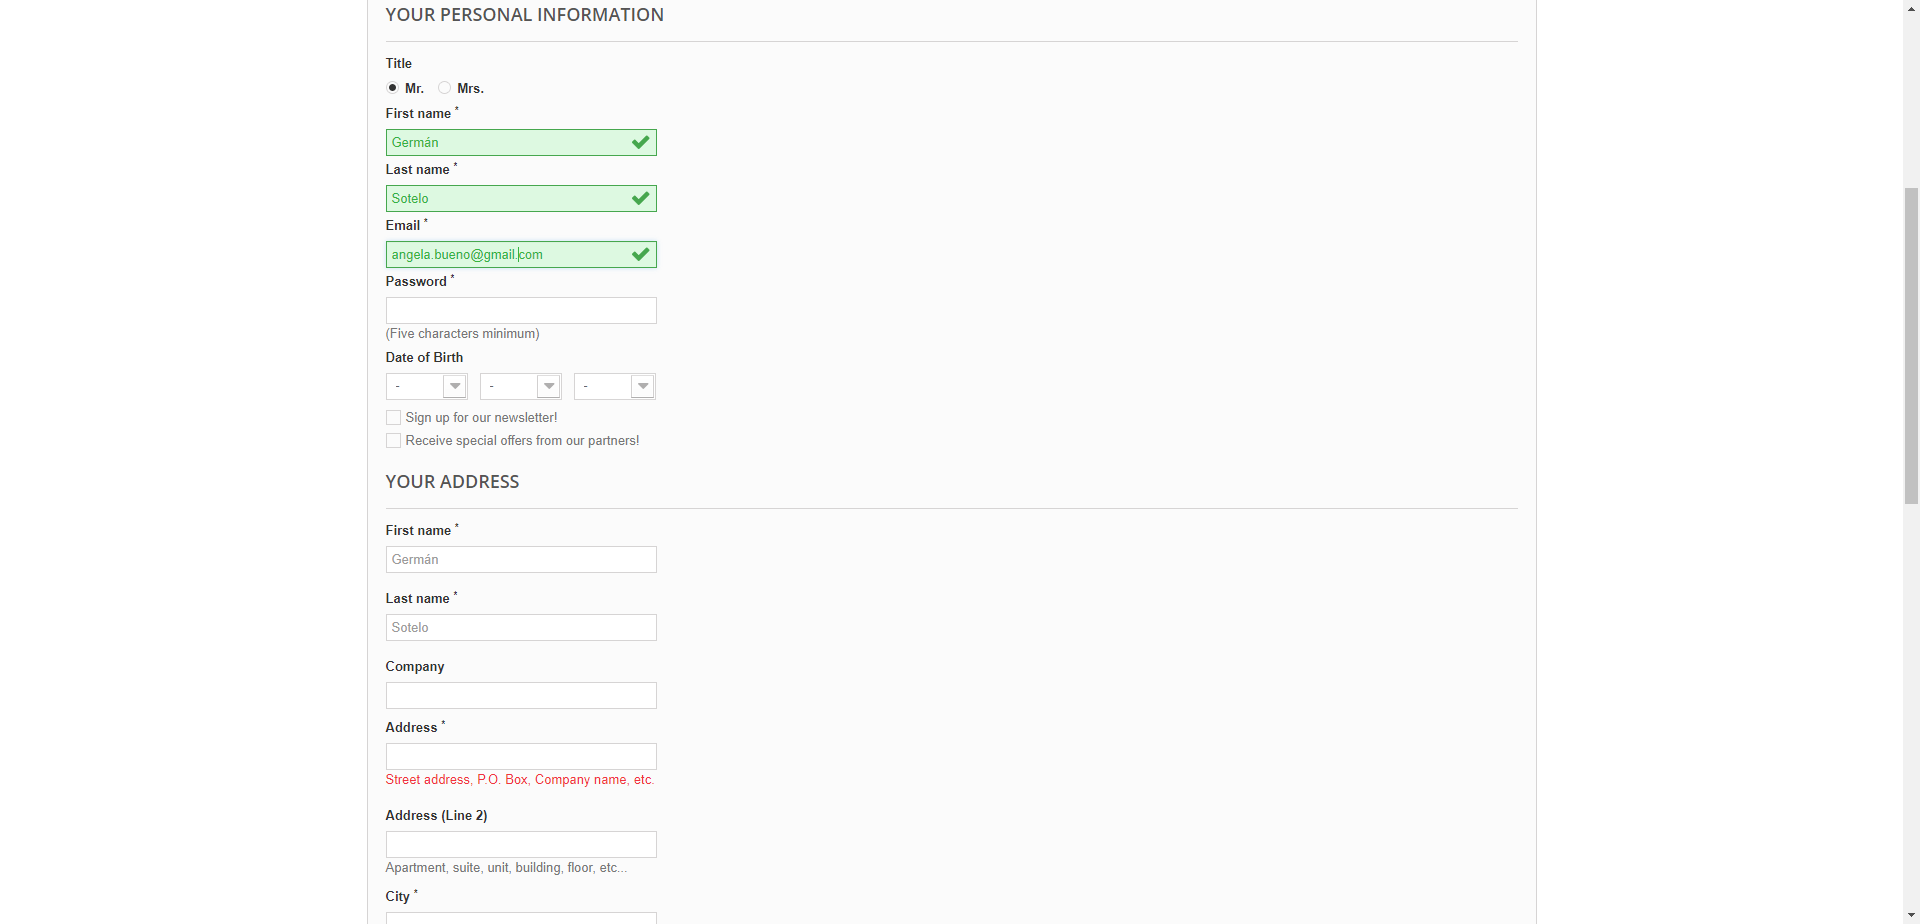 YOUR PERSONAL INFORMATION
Title
Mr. Mrs.
First name *
Germán
Last name *
Sotelo
Email *
angela.bueno@gmail.com
Password *
(Five characters minimum)
Date of Birth
- - -
Sign up for our newsletter!
Receive special offers from our partners!
YOUR ADDRESS
First name *
Germán
Last name *
Sotelo
Company
Address *
Street address, P.O. Box, Company name, etc.
Address (Line 2)
Apartment, suite, unit, building, floor, etc...
City *